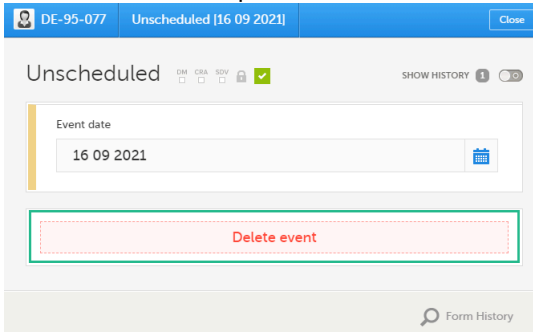 DE-95-077 Unscheduled [16 09 2021] Close
Unscheduled DM CRA SDV SHOW HISTORY 1
Event date
16 09 2021
Delete event
Form History